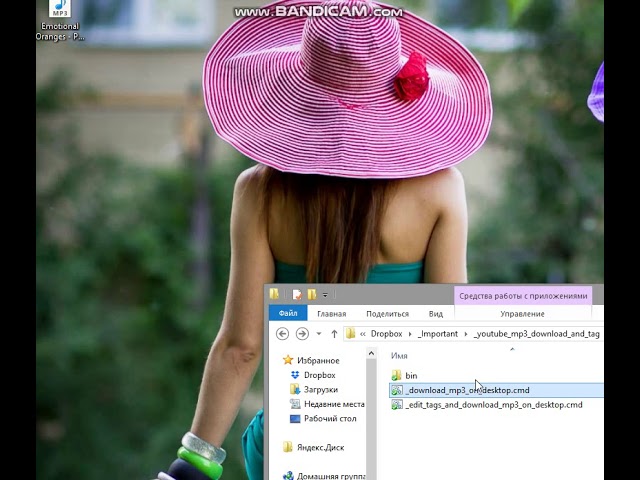 www.BANDICAM.com
MP3
Emotional
Oranges - P...
Средства работы с приложениями
Файл
Главная
Поделиться
Вид
Управление
« Dropbox › _Important › _youtube_mp3_download_and_tag
Имя
Избранное
Dropbox
Загрузки
Недавние места
Рабочий стол
Яндекс.Диск
Домашняя группа
bin
_download_mp3_on_desktop.cmd
_edit_tags_and_download_mp3_on_desktop.cmd